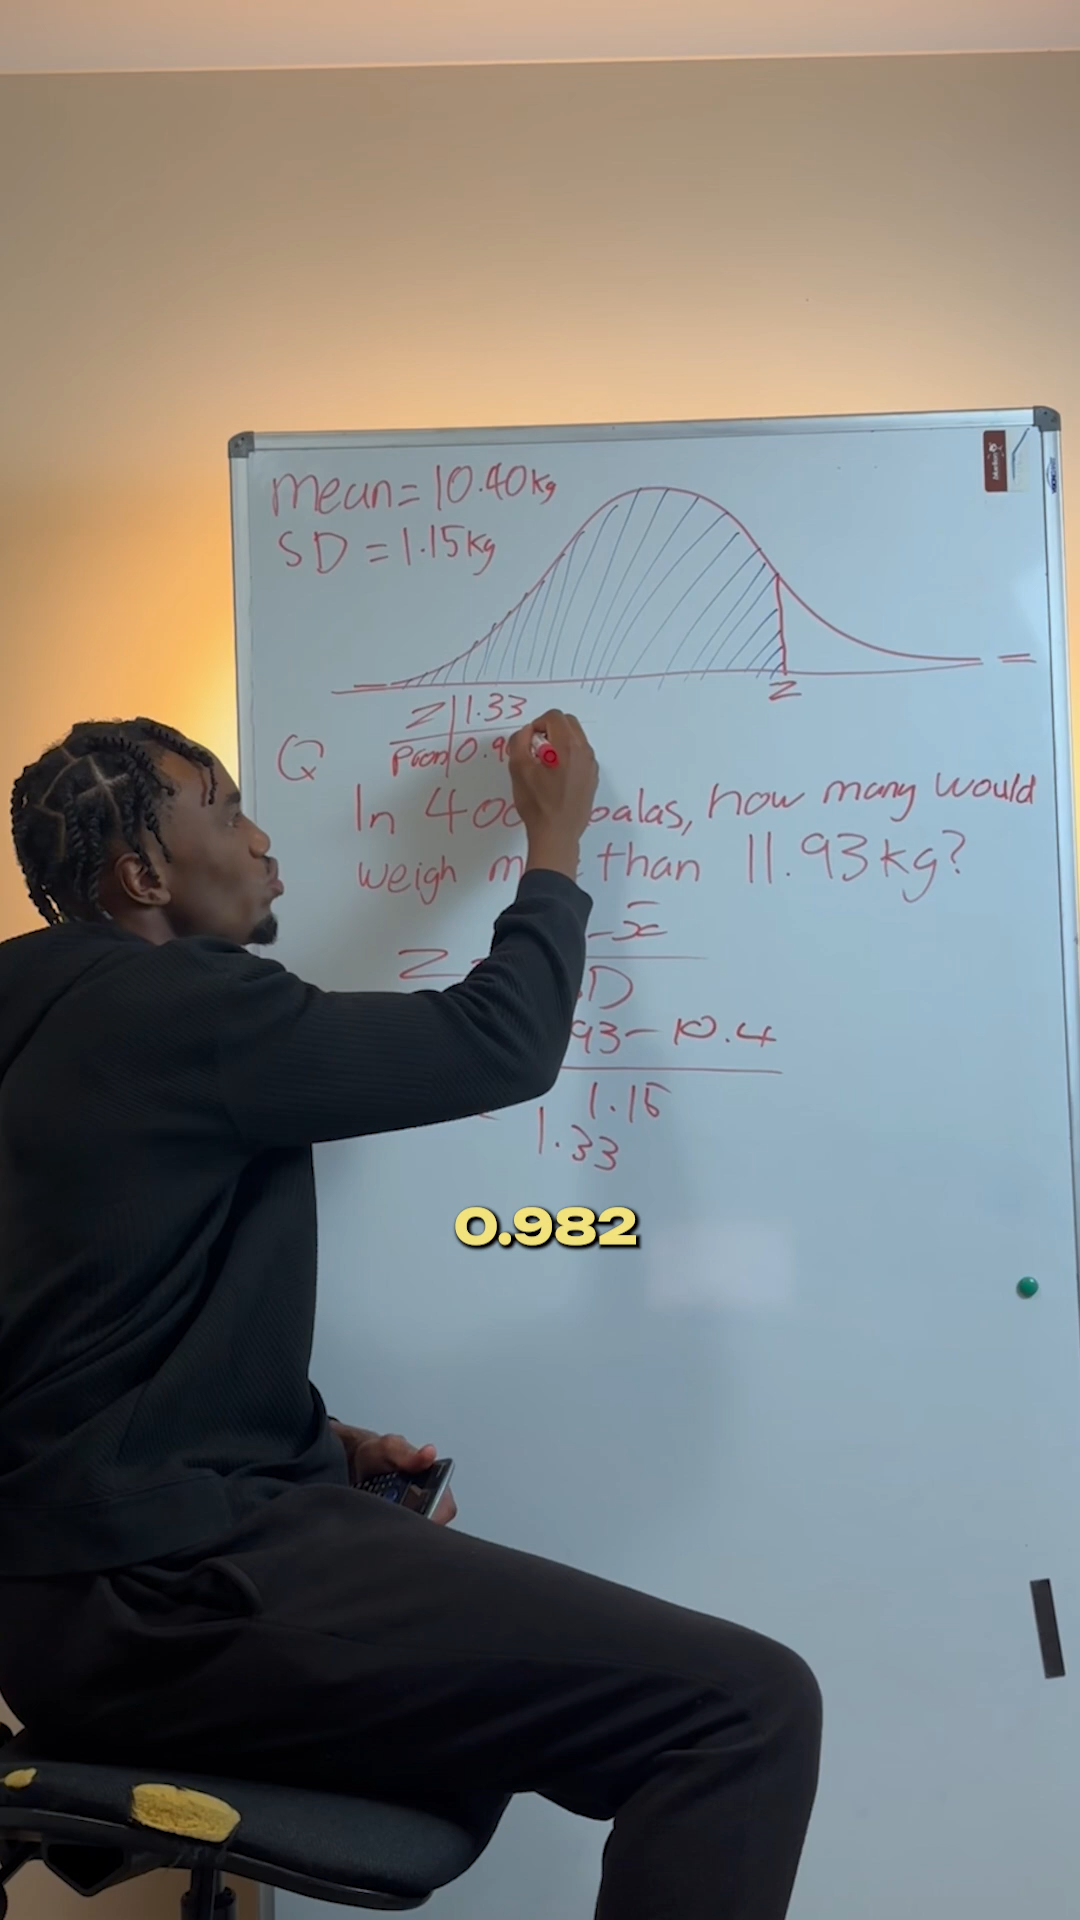 mean = 10.40kg
SD = 1.15kg
Z
Z 1.33
Prop 0.9
Q
In 400 oalas, how many would
weigh m than 11.93kg?
Z - x̄
D
93 - 10.4
1.15
1.33
0.982